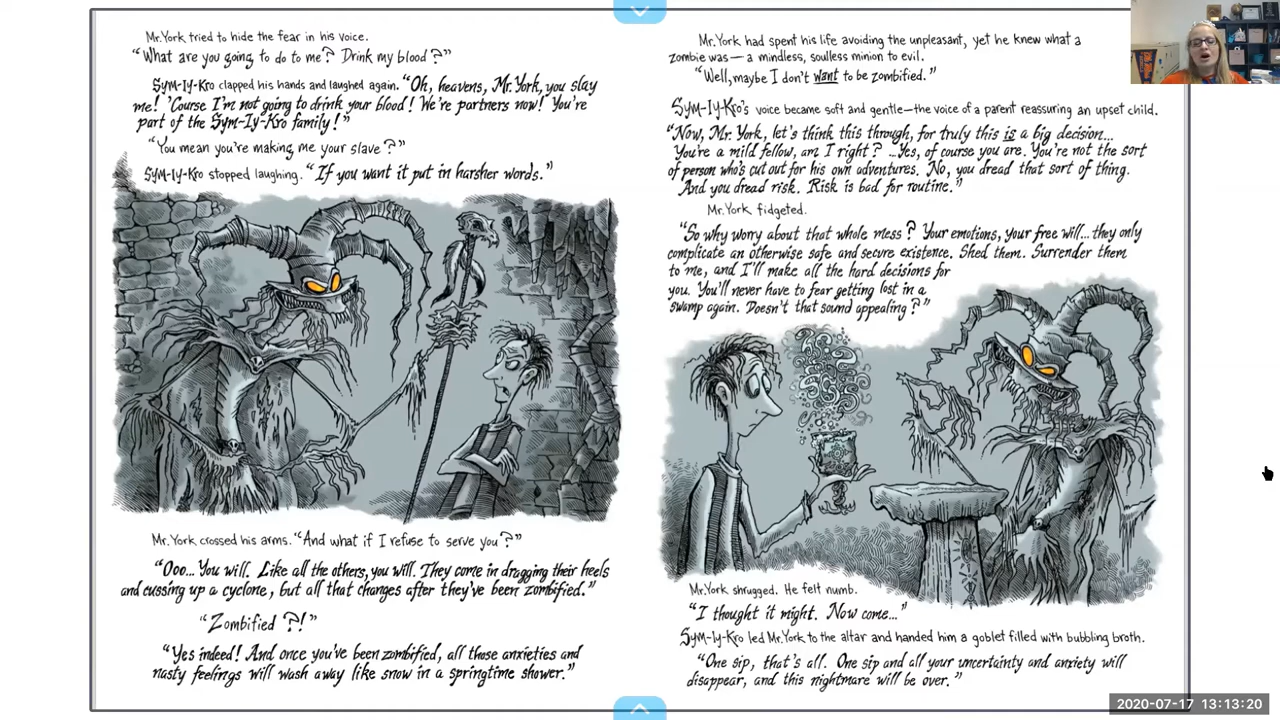 Mr.York tried to hide the fear in his voice.
"What are you going to do to me? Drink my blood?"
Sym-Iy-Kro clapped his hands and laughed again. "Oh, heavens, Mr.York, you slay
me! 'Course I'm not going to drink your blood! We're partners now! You're
part of the Sym-Iy-Kro family!"
"You mean you're making me your slave?"
Sym-Iy-Kro stopped laughing. "If you want it put in harsher words."
Mr.York crossed his arms. "And what if I refuse to serve you?"
"Ooo... You will. Like all the others, you will. They come in dragging their heels
and cussing up a cyclone, but all that changes after they've been zombified."
"Zombified?!"
"Yes indeed! And once you've been zombified, all those anxieties and
nasty feelings will wash away like snow in a springtime shower."
Mr.York had spent his life avoiding the unpleasant, yet he knew what a
zombie was—a mindless, soulless minion to evil.
"Well, maybe I don't want to be zombified."
Sym-Iy-Kro's voice became soft and gentle—the voice of a parent reassuring an upset child.
"Now, Mr. York, let's think this through, for truly this is a big decision...
You're a mild fellow, am I right? ...Yes, of course you are. You're not the sort
of person who's cut out for his own adventures. No, you dread that sort of thing.
And you dread risk. Risk is bad for routine."
Mr.York fidgeted.
"So why worry about that whole mess? Your emotions, your free will... they only
complicate an otherwise safe and secure existence. Shed them. Surrender them
to me, and I'll make all the hard decisions for
you. You'll never have to fear getting lost in a
swamp again. Doesn't that sound appealing?"
Mr.York shrugged. He felt numb.
"I thought it might. Now come..."
Sym-Iy-Kro led Mr.York to the altar and handed him a goblet filled with bubbling broth.
"One sip, that's all. One sip and all your uncertainty and anxiety will
disappear, and this nightmare will be over."
2020-07-17 13:13:20